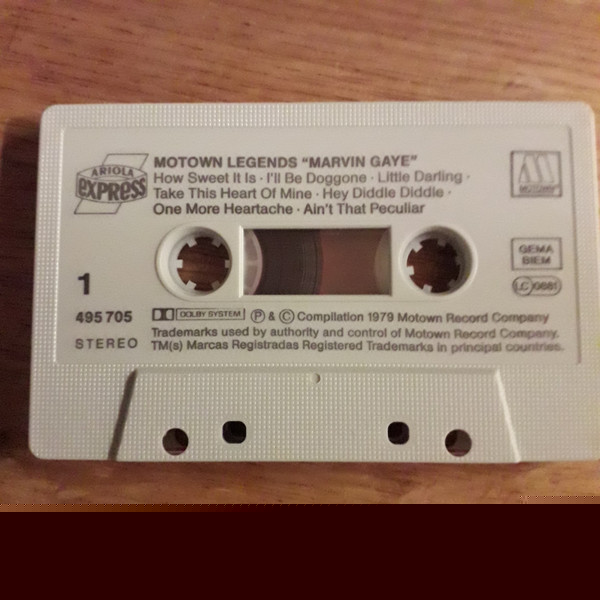 MOTOWN LEGENDS "MARVIN GAYE"
How Sweet It Is · I'll Be Doggone · Little Darling ·
Take This Heart Of Mine · Hey Diddle Diddle ·
One More Heartache · Ain't That Peculiar
ARIOLA
express
GEMA
BIEM
LC 0881
1
495 705
STEREO
DOLBY SYSTEM Ⓟ & Ⓒ Compilation 1979 Motown Record Company
Trademarks used by authority and control of Motown Record Company.
TM(s) Marcas Registradas Registered Trademarks in principal countries.